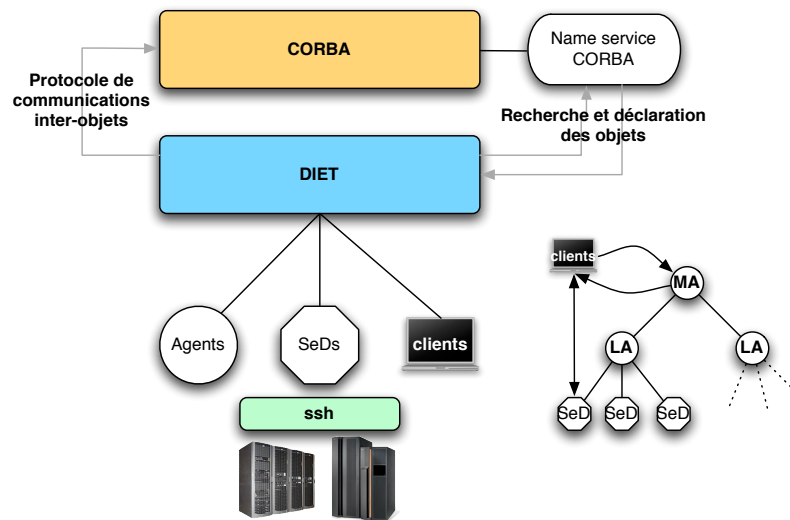 CORBA
Name service
CORBA
Protocole de
communications
inter-objets
Recherche et déclaration
des objets
DIET
clients
MA
Agents
SeDs
clients
LA
LA
ssh
SeD
SeD
SeD